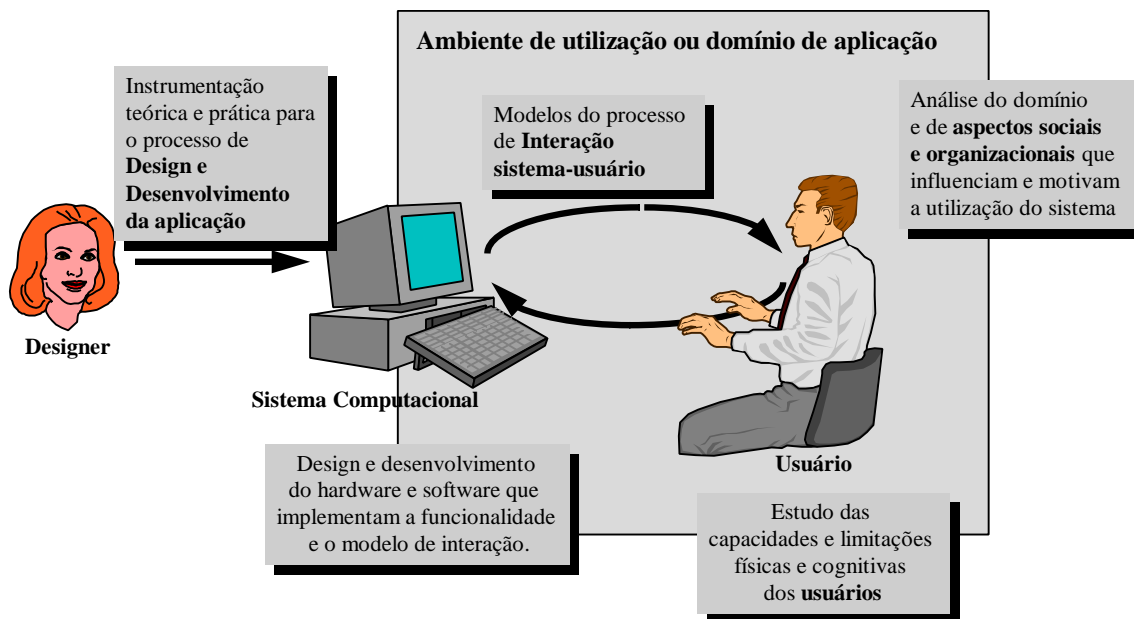 Ambiente de utilização ou domínio de aplicação
Instrumentação
teórica e prática para
o processo de
Design e
Desenvolvimento
da aplicação
Modelos do processo
de Interação
sistema-usuário
Análise do domínio
e de aspectos sociais
e organizacionais que
influenciam e motivam
a utilização do sistema
Designer
Sistema Computacional
Usuário
Design e desenvolvimento
do hardware e software que
implementam a funcionalidade
e o modelo de interação.
Estudo das
capacidades e limitações
físicas e cognitivas
dos usuários